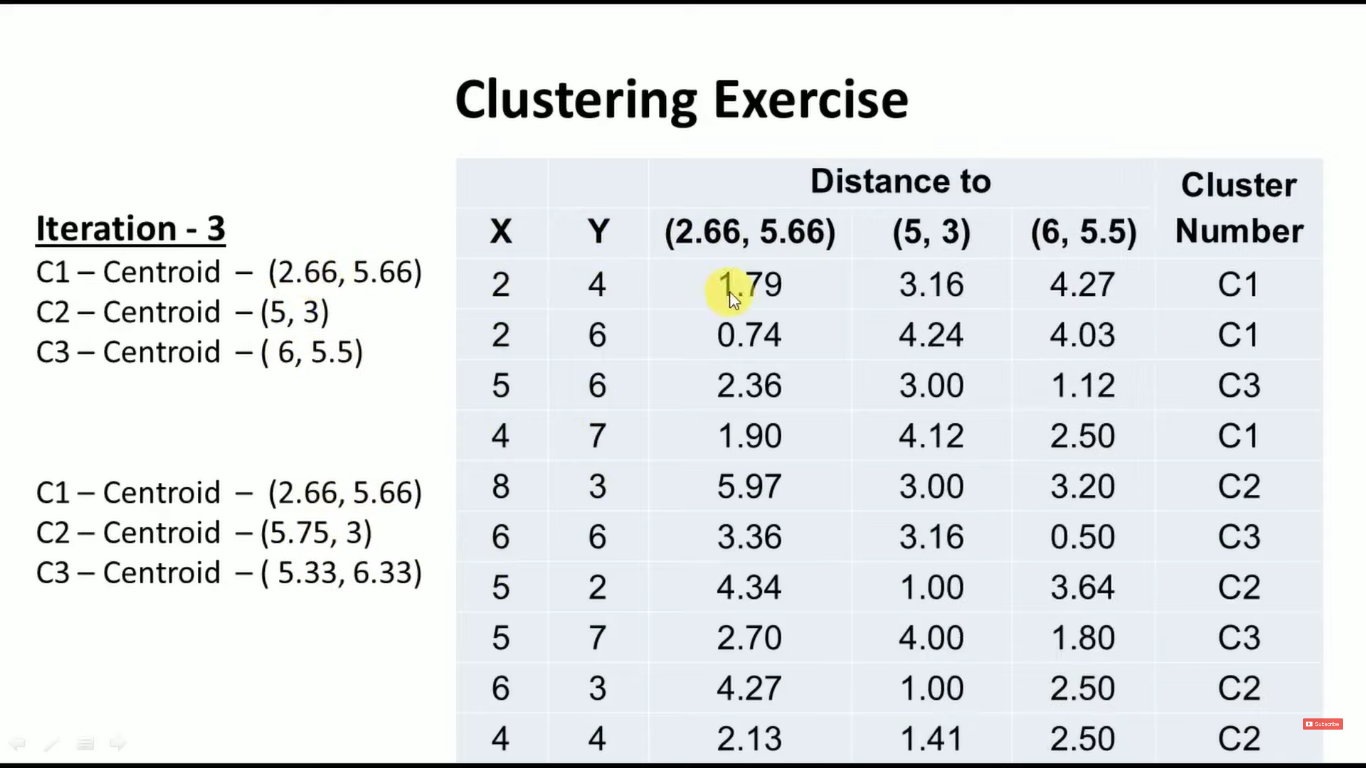 Clustering Exercise
Iteration - 3
C1 – Centroid – (2.66, 5.66)
C2 – Centroid – (5, 3)
C3 – Centroid – ( 6, 5.5)
C1 – Centroid – (2.66, 5.66)
C2 – Centroid – (5.75, 3)
C3 – Centroid – ( 5.33, 6.33)
Distance to Cluster
X Y (2.66, 5.66) (5, 3) (6, 5.5) Number
2 4 1.79 3.16 4.27 C1
2 6 0.74 4.24 4.03 C1
5 6 2.36 3.00 1.12 C3
4 7 1.90 4.12 2.50 C1
8 3 5.97 3.00 3.20 C2
6 6 3.36 3.16 0.50 C3
5 2 4.34 1.00 3.64 C2
5 7 2.70 4.00 1.80 C3
6 3 4.27 1.00 2.50 C2
4 4 2.13 1.41 2.50 C2
Subscribe